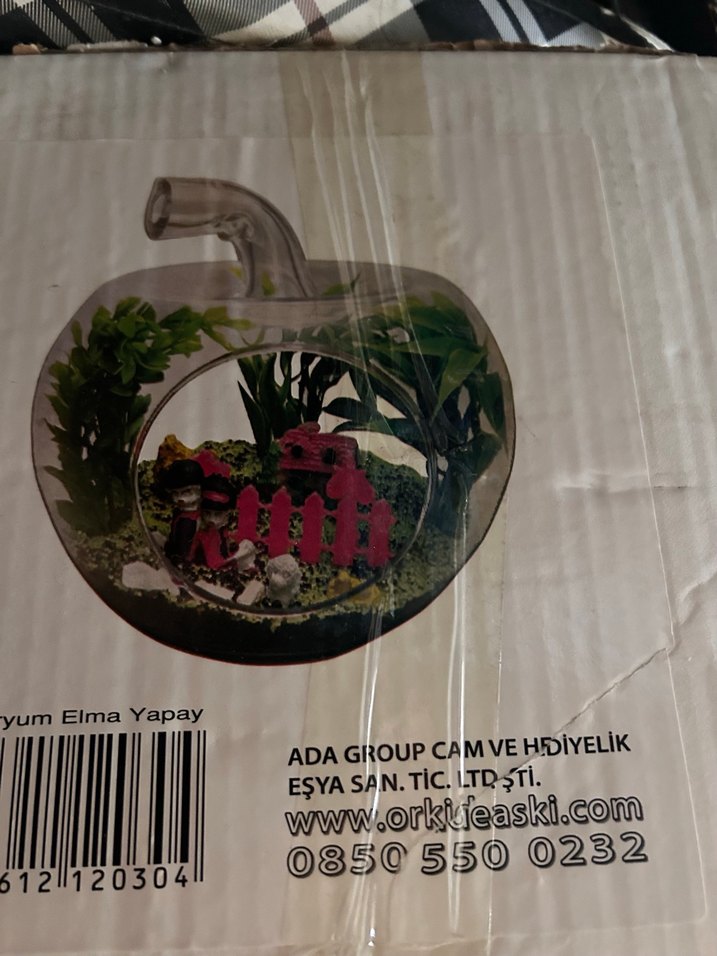 ryum Elma Yapay
612 120304
ADA GROUP CAM VE HEDİYELİK
EŞYA SAN. TİC. LTD ŞTİ.
www.orkideaski.com
0850 550 0232